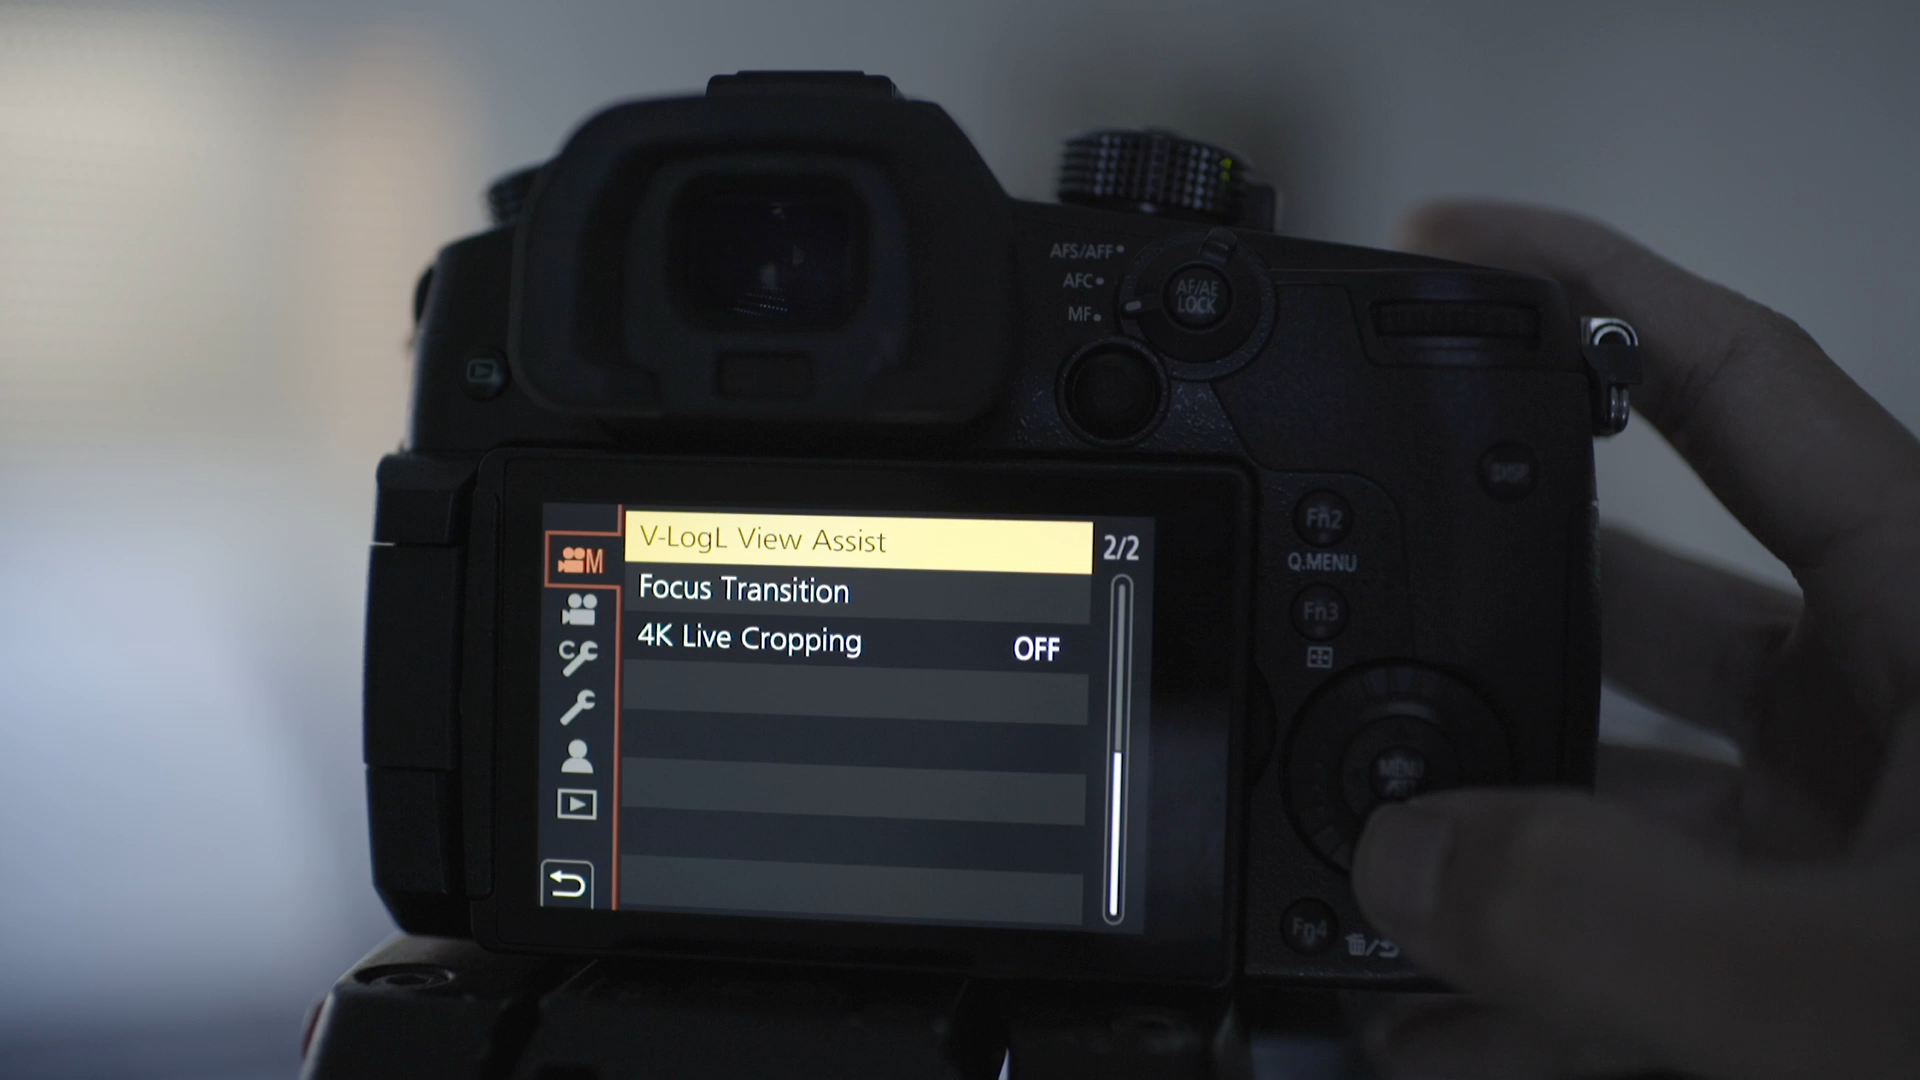 AFS/AFF
AFC
MF
AF/AE
LOCK
DISP
V-LogL View Assist
2/2
Focus Transition
4K Live Cropping OFF
M
C
Fn2
Q.MENU
Fn3
MENU
Fn4